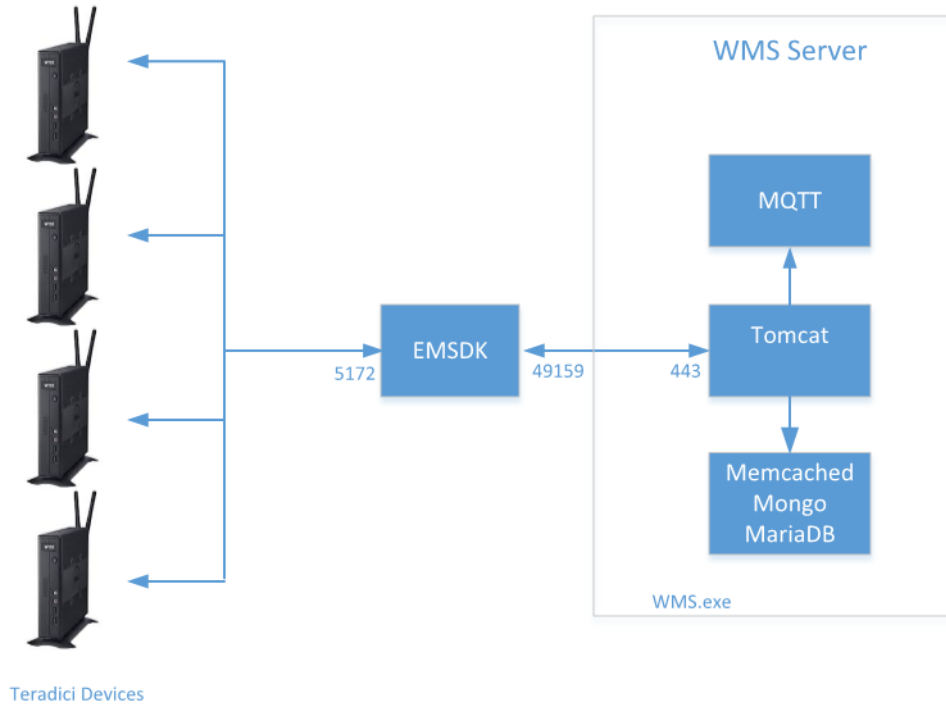 WMS Server
MQTT
Tomcat
EMSDK
5172
49159
443
Memcached
Mongo
MariaDB
WMS.exe
Teradici Devices